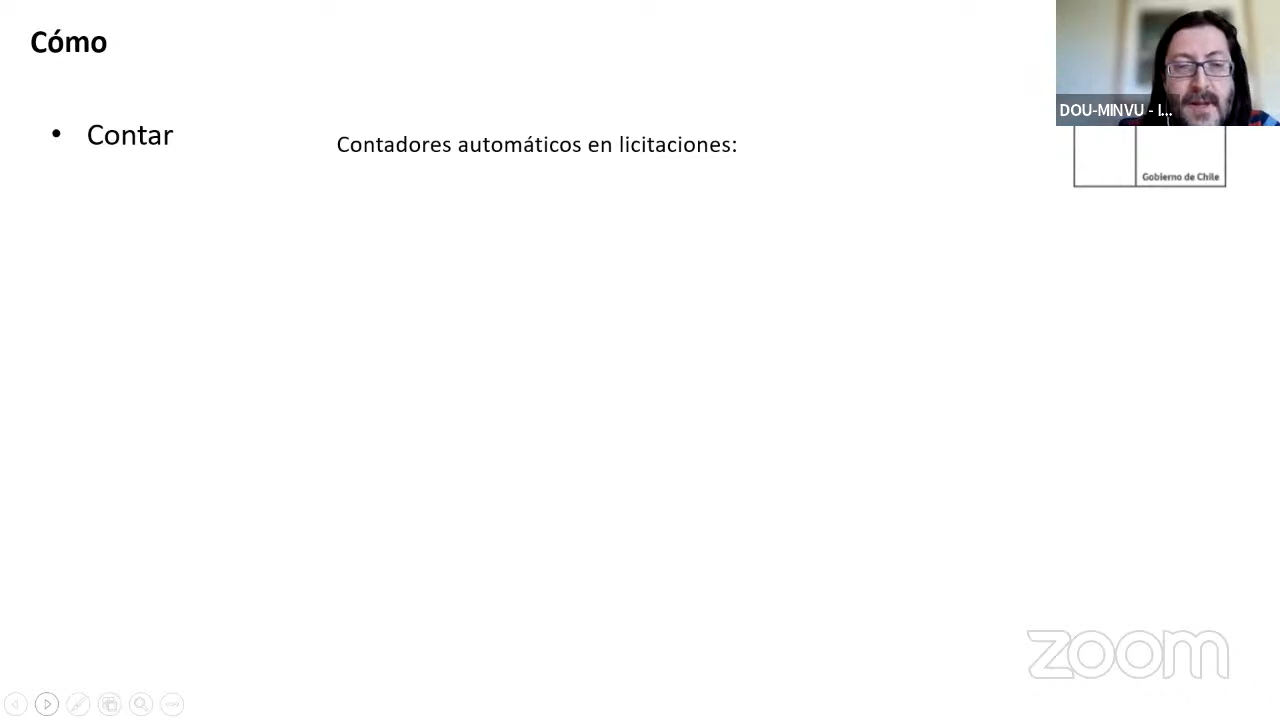 Cómo
DOU-MINVU - I...
• Contar
Contadores automáticos en licitaciones:
Gobierno de Chile
zoom